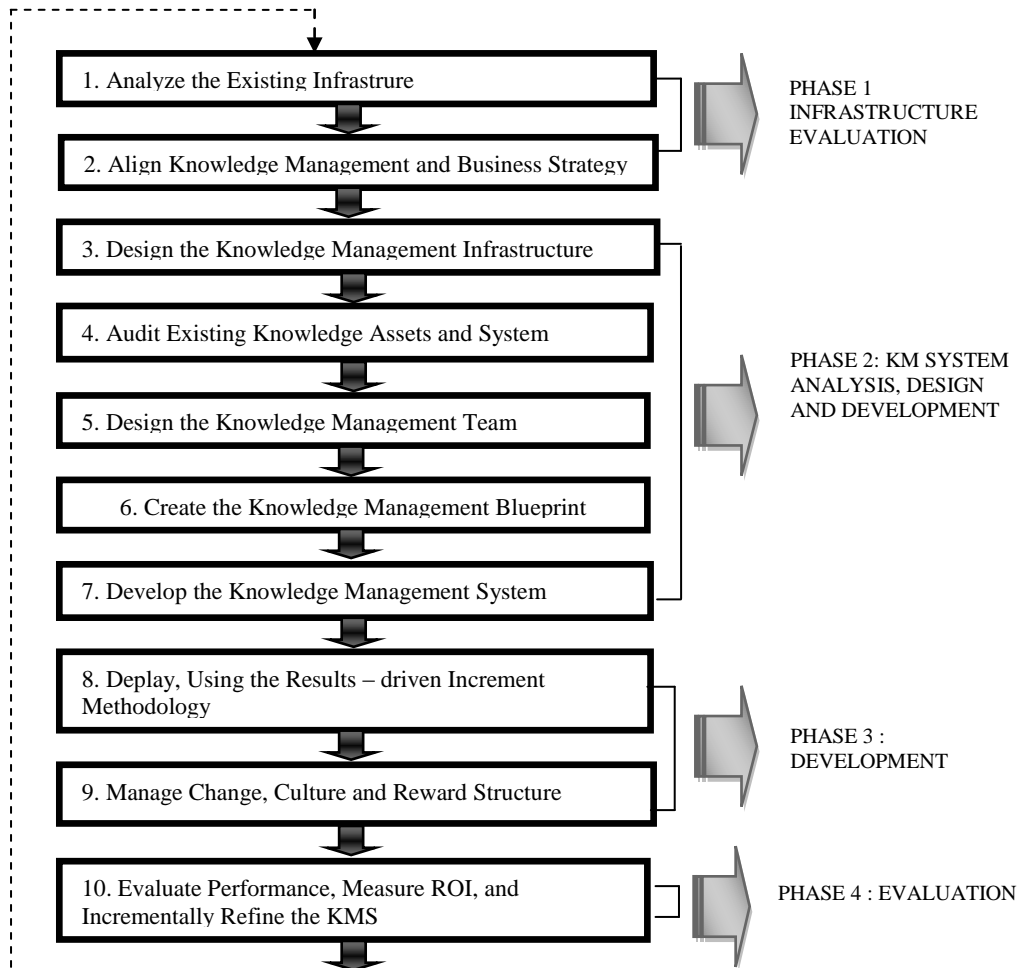 1. Analyze the Existing Infrastrure
PHASE 1
INFRASTRUCTURE
EVALUATION
2. Align Knowledge Management and Business Strategy
3. Design the Knowledge Management Infrastructure
4. Audit Existing Knowledge Assets and System
PHASE 2: KM SYSTEM
ANALYSIS, DESIGN
AND DEVELOPMENT
5. Design the Knowledge Management Team
6. Create the Knowledge Management Blueprint
7. Develop the Knowledge Management System
8. Deplay, Using the Results – driven Increment
Methodology
PHASE 3 :
DEVELOPMENT
9. Manage Change, Culture and Reward Structure
10. Evaluate Performance, Measure ROI, and
Incrementally Refine the KMS
PHASE 4 : EVALUATION